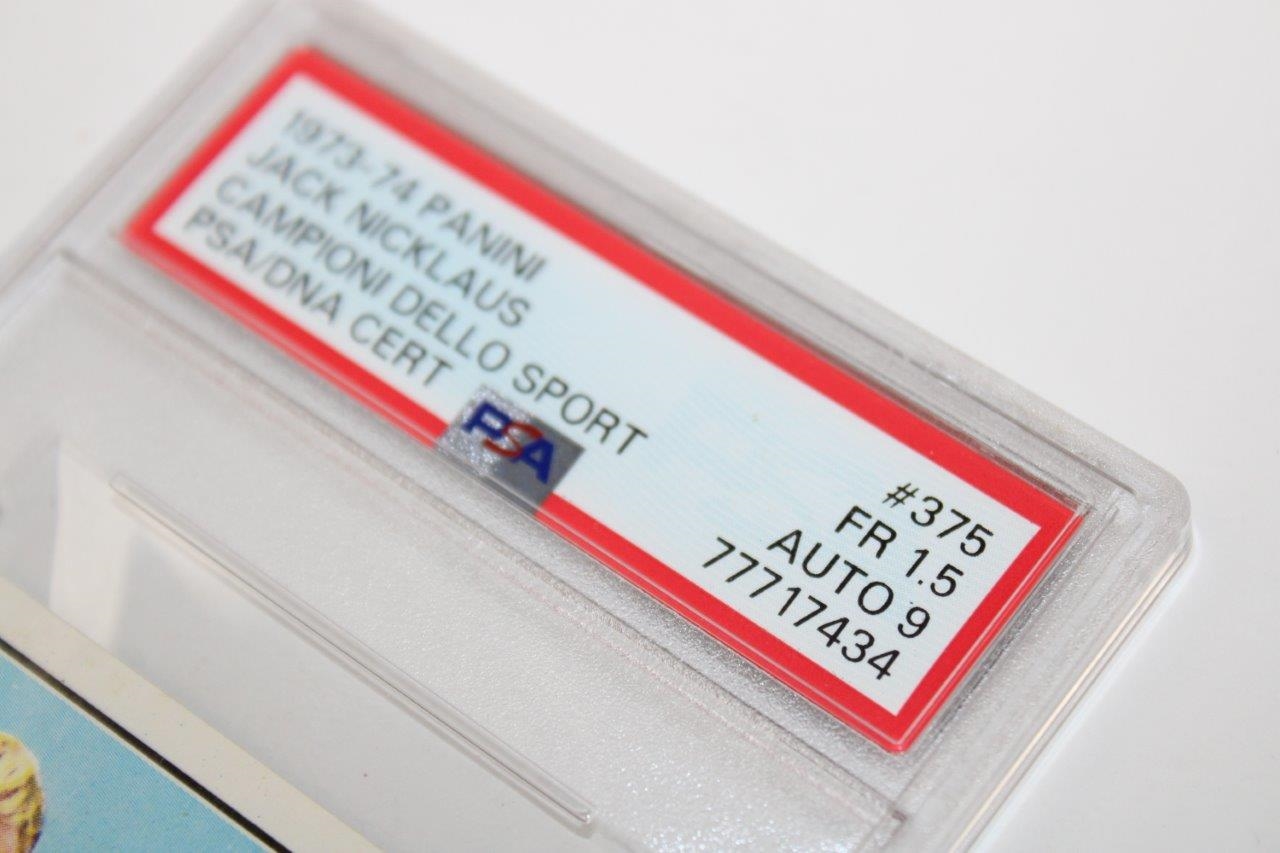 1973-74 PANINI
JACK NICKLAUS
CAMPIONI DELLO SPORT
PSA/DNA CERT
PSA
#375
FR 1.5
AUTO 9
77717434